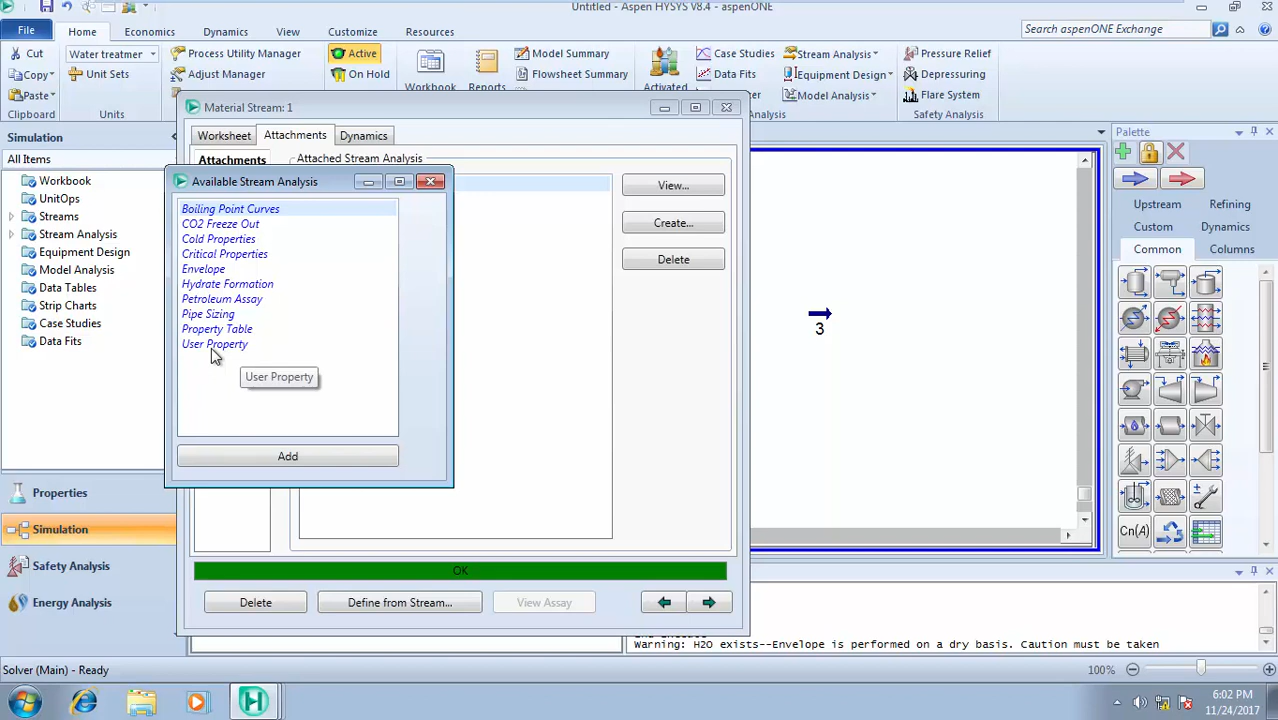 Untitled - Aspen HYSYS V8.4 - aspenONE
File Home Economics Dynamics View Customize Resources
Search aspenONE Exchange
Cut Water treatmer Process Utility Manager Active Model Summary Case Studies Stream Analysis Pressure Relief
Copy Unit Sets Adjust Manager On Hold Workbook Reports Flowsheet Summary Activated Data Fits Equipment Design Depressuring
Paste Model Analysis Flare System
Clipboard Units Safety Analysis
Simulation
All Items
Workbook
UnitOps
Streams
Stream Analysis
Equipment Design
Model Analysis
Data Tables
Strip Charts
Case Studies
Data Fits
Properties
Simulation
Safety Analysis
Energy Analysis
Material Stream: 1
Worksheet Attachments Dynamics
Attachments Attached Stream Analysis
View...
Create...
Delete
Available Stream Analysis
Boiling Point Curves
CO2 Freeze Out
Cold Properties
Critical Properties
Envelope
Hydrate Formation
Petroleum Assay
Pipe Sizing
Property Table
User Property
User Property
Add
OK
Delete Define from Stream... View Assay
3
Palette
Upstream Refining
Custom Dynamics
Common Columns
Cn(A)
Warning: H2O exists--Envelope is performed on a dry basis. Caution must be taken
Solver (Main) - Ready
100%
6:02 PM
11/24/2017